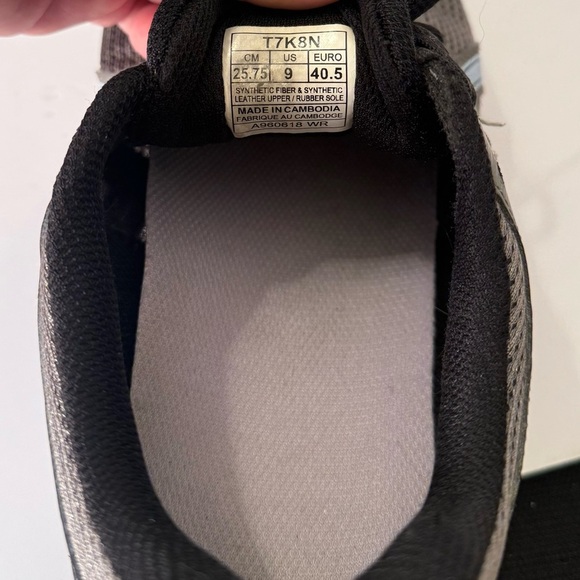 T7K8N
CM US EURO
25.75 9 40.5
SYNTHETIC FIBER & SYNTHETIC
LEATHER UPPER / RUBBER SOLE
MADE IN CAMBODIA
FABRIQUE AU CAMBODGE
A960618 WR